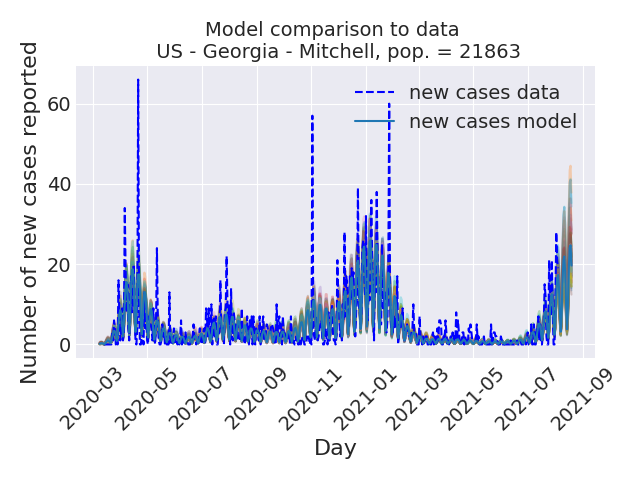 Model comparison to data
US - Georgia - Mitchell, pop. = 21863
Number of new cases reported
60
40
20
0
new cases data
new cases model
2020-03
2020-05
2020-07
2020-09
2020-11
2021-01
2021-03
2021-05
2021-07
2021-09
Day